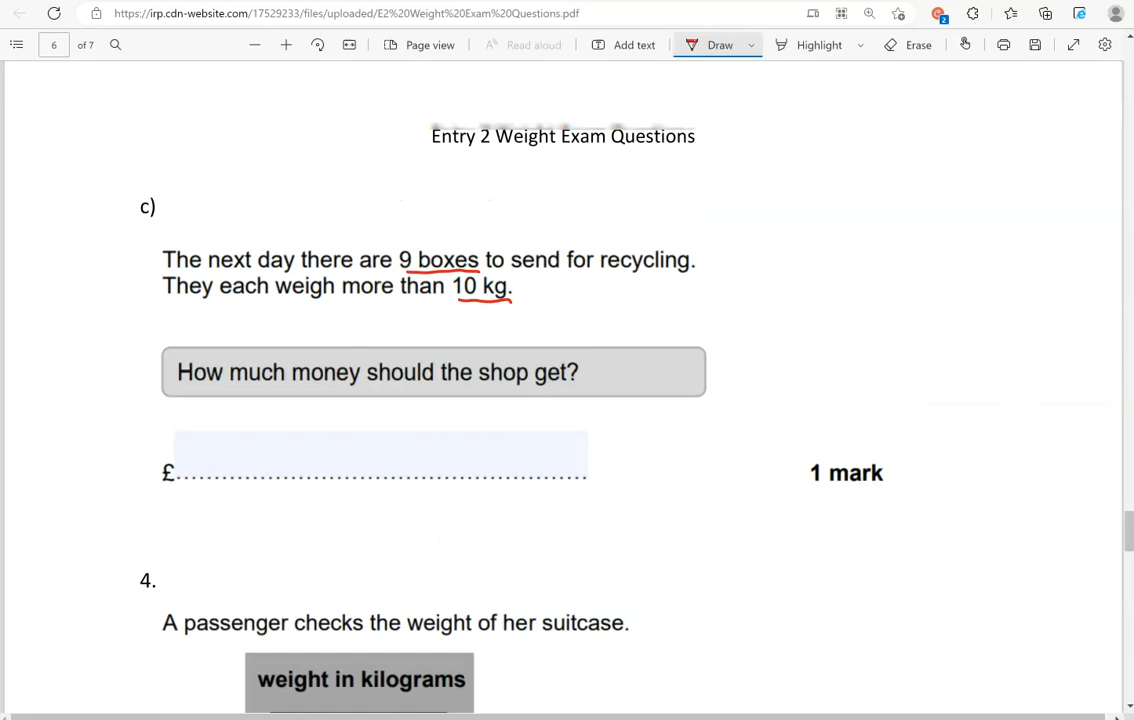 https://irp.cdn-website.com/17529233/files/uploaded/E2%20Weight%20Exam%20Questions.pdf
2
6 of 7
Page view
Read aloud
Add text
Draw
Highlight
Erase
Entry 2 Weight Exam Questions
c)
The next day there are 9 boxes to send for recycling.
They each weigh more than 10 kg.
How much money should the shop get?
£................................................
1 mark
4.
A passenger checks the weight of her suitcase.
weight in kilograms